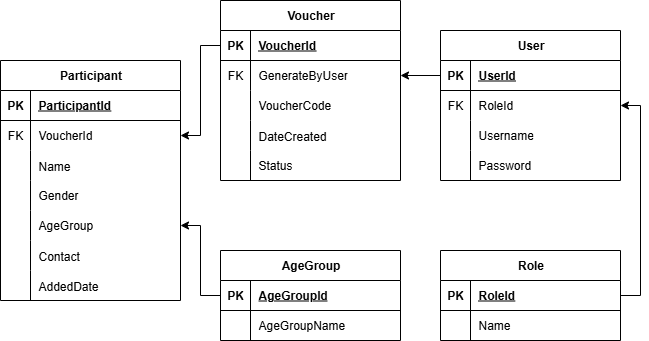 Participant
PK ParticipantId
FK VoucherId
Name
Gender
AgeGroup
Contact
AddedDate
Voucher
PK VoucherId
FK GenerateByUser
VoucherCode
DateCreated
Status
User
PK UserId
FK RoleId
Username
Password
AgeGroup
PK AgeGroupId
AgeGroupName
Role
PK RoleId
Name